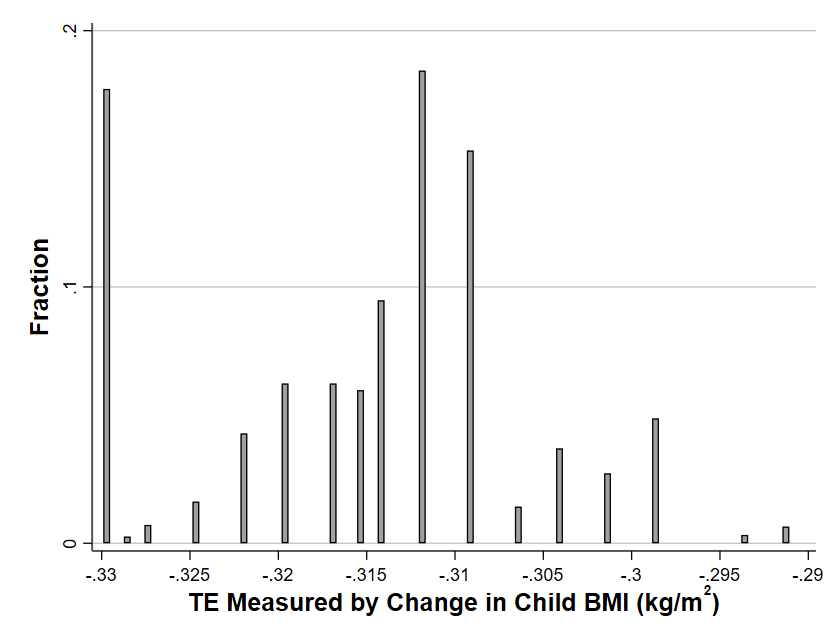 .2
.1
0
Fraction
-.33 -.325 -.32 -.315 -.31 -.305 -.3 -.295 -.29
TE Measured by Change in Child BMI (kg/m²)